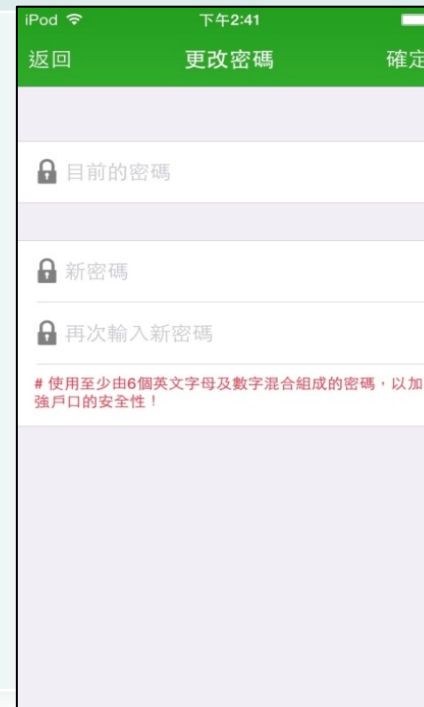 iPod 下午2:41
返回 更改密碼 確定
目前的密碼
新密碼
再次輸入新密碼
# 使用至少由6個英文字母及數字混合組成的密碼，以加
強戶口的安全性！